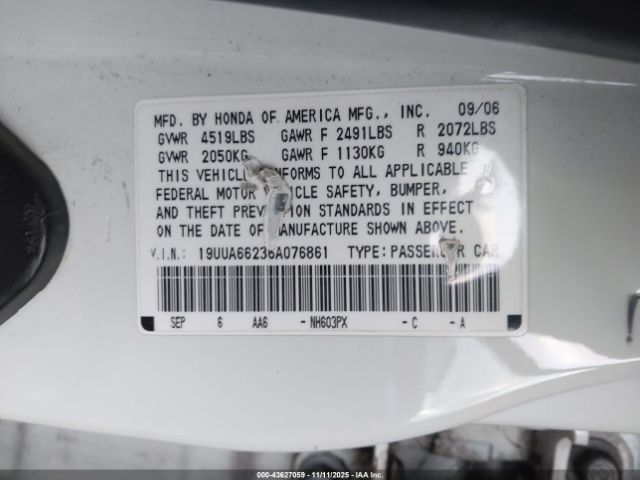 MFD. BY HONDA OF AMERICA MFG., INC. 09/06
GVWR 4519LBS GAWR F 2491LBS R 2072LBS
GVWR 2050KG GAWR F 1130KG R 940KG
THIS VEHICLE CONFORMS TO ALL APPLICABLE
FEDERAL MOTOR VEHICLE SAFETY, BUMPER,
AND THEFT PREVENTION STANDARDS IN EFFECT
ON THE DATE OF MANUFACTURE SHOWN ABOVE.
V.I.N.: 19UUA66236A076861 TYPE: PASSENGER CAR
SEP 6 AA6 -NH603PX -C -A
© 43627059 - 11/11/2025 - IAA Inc.